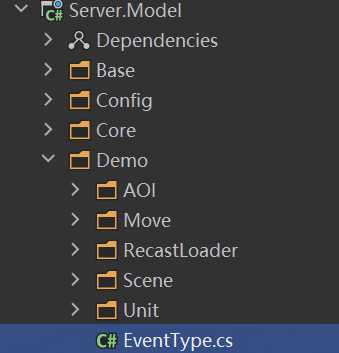 Server.Model
Dependencies
Base
Config
Core
Demo
AOI
Move
RecastLoader
Scene
Unit
C# EventType.cs